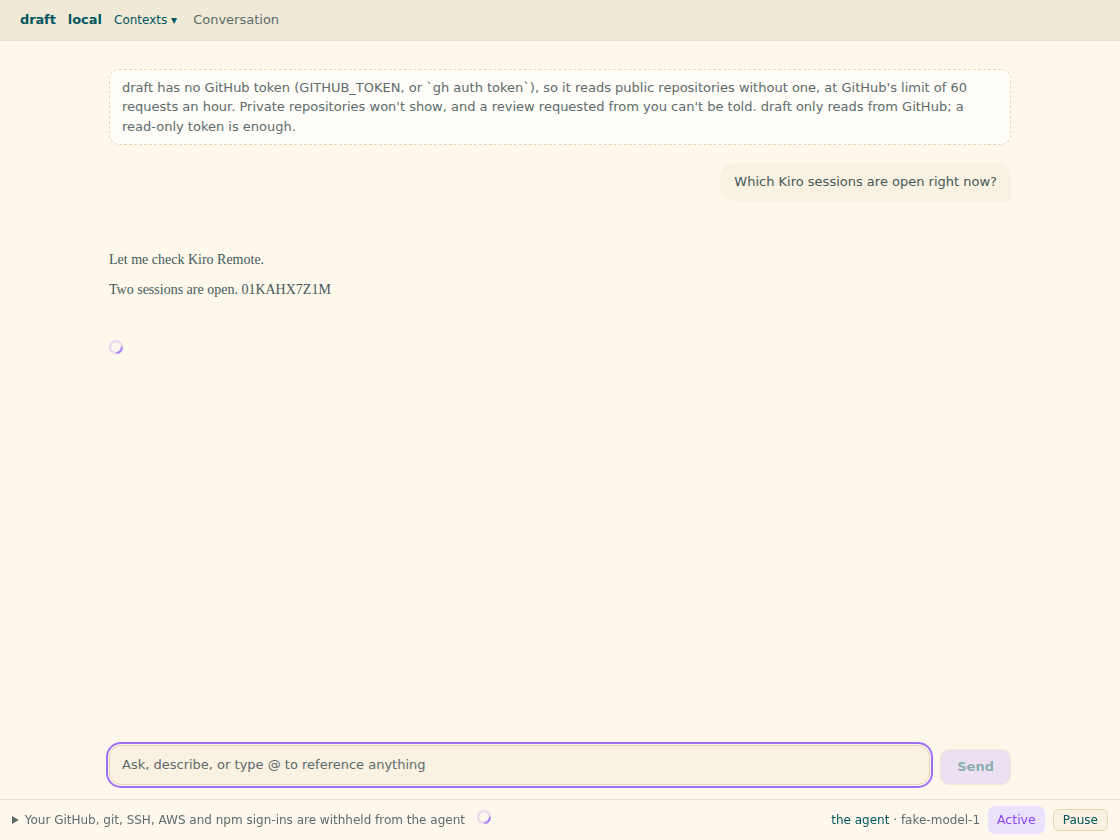 draft local Contexts ▾ Conversation
draft has no GitHub token (GITHUB_TOKEN, or `gh auth token`), so it reads public repositories without one, at GitHub's limit of 60
requests an hour. Private repositories won't show, and a review requested from you can't be told. draft only reads from GitHub; a
read-only token is enough.
Which Kiro sessions are open right now?
Let me check Kiro Remote.
Two sessions are open. 01KAHX7Z1M
Ask, describe, or type @ to reference anything
Send
▶ Your GitHub, git, SSH, AWS and npm sign-ins are withheld from the agent
the agent · fake-model-1 Active Pause